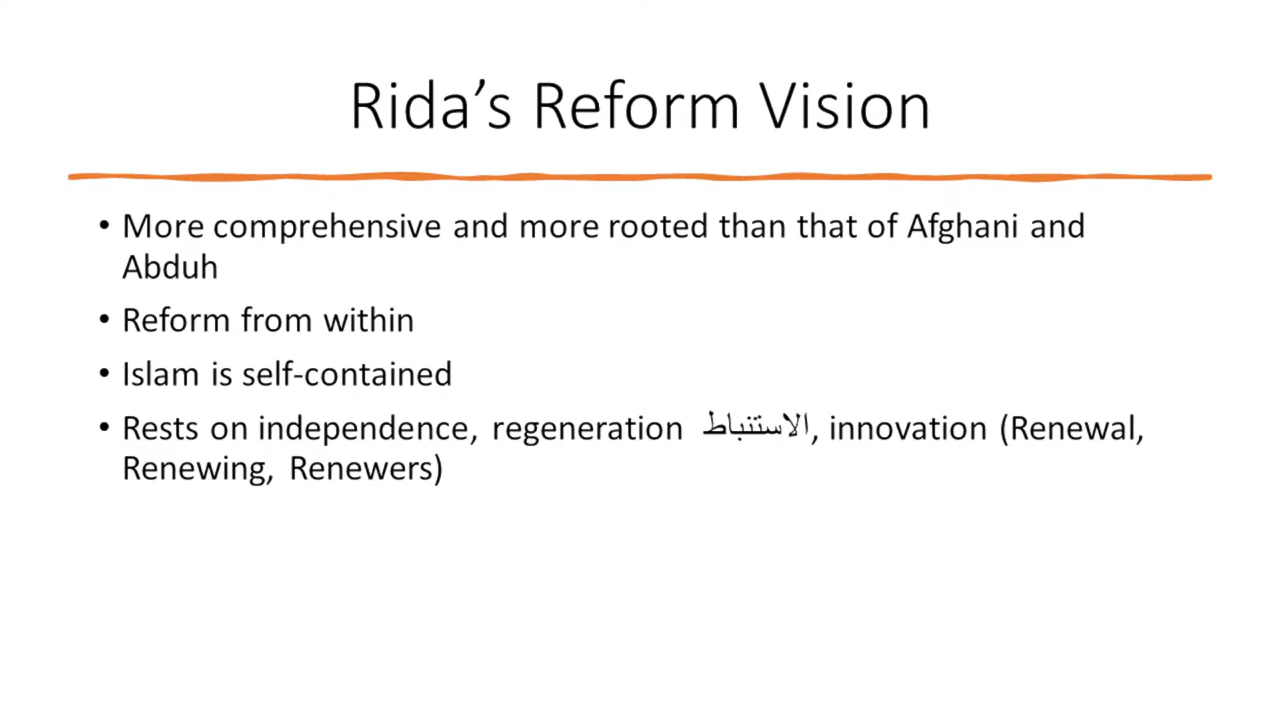 Rida’s Reform Vision
• More comprehensive and more rooted than that of Afghani and
Abduh
• Reform from within
• Islam is self-contained
• Rests on independence, regeneration الاستنباط, innovation (Renewal,
Renewing, Renewers)